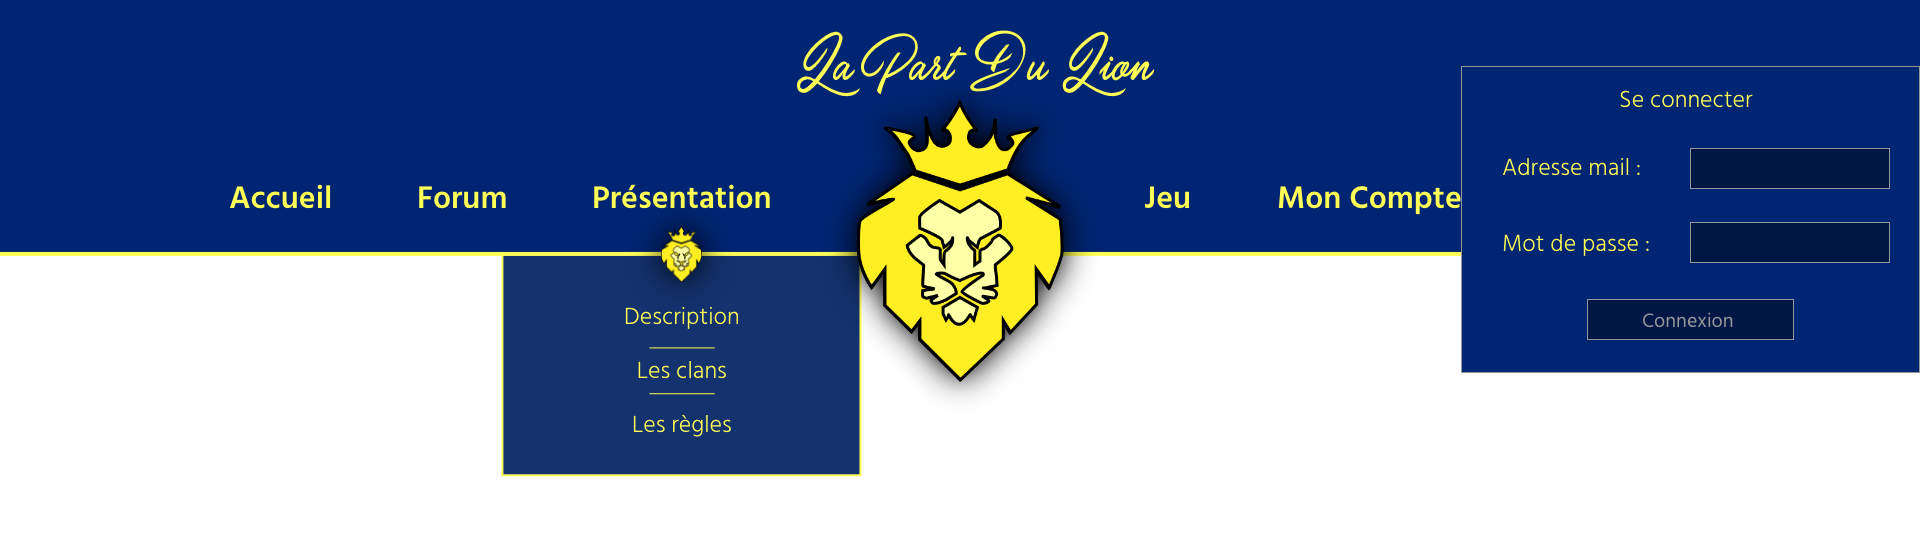 La Part Du Lion
Accueil
Forum
Présentation
Jeu
Mon Compte
Description
Les clans
Les règles
Se connecter
Adresse mail :
Mot de passe :
Connexion